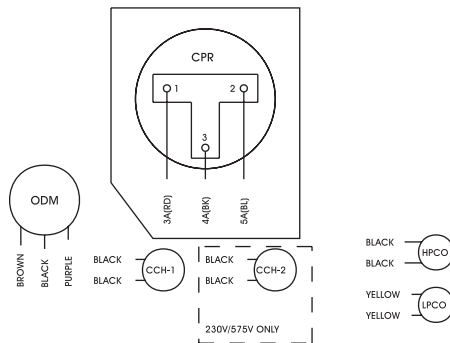 CPR
1
2
3
3A(RD)
4A(BK)
5A(BL)
ODM
BROWN
BLACK
PURPLE
BLACK
BLACK
CCH-1
BLACK
BLACK
CCH-2
230V/575V ONLY
BLACK
BLACK
HPCO
YELLOW
YELLOW
LPCO